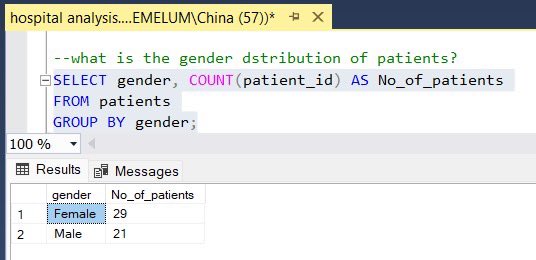 hospital analysis....EMELUM\China (57))*
--what is the gender dstribution of patients?
SELECT gender, COUNT(patient_id) AS No_of_patients
FROM patients
GROUP BY gender;
100 %
Results Messages
gender No_of_patients
1 Female 29
2 Male 21